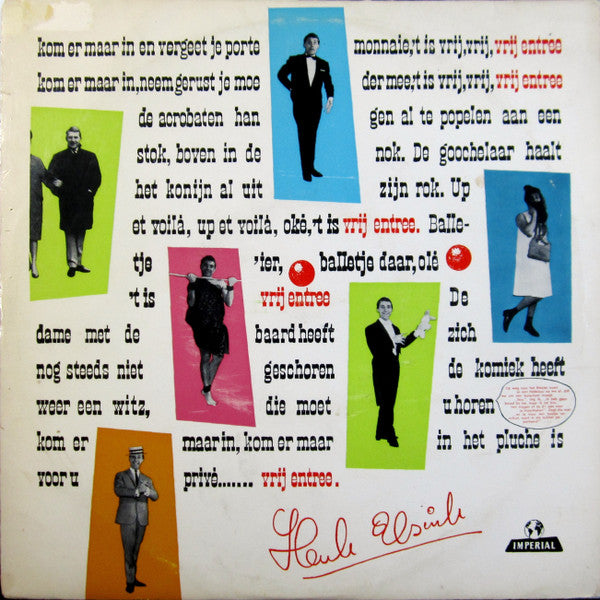 kom er maar in en vergeet je porte monnaie,'t is vrij,vrij, vrij entree
kom er maar in,neem gerust je moe der mee,'t is vrij,vrij, vrij entree
de acrobaten han gen al te popelen aan een
stok, boven in de nok. De goochelaar haalt
het konijn al uit zijn rok. Up
et voilá, up et voilá, oké,'t is vrij entree. Balle-
tje 'ier, balletje daar,olé
't is vrij entree De
dame met de baard heeft zich
nog steeds niet geschoren de komiek heeft
weer een witz, die moet u horen
kom er maar in, kom er maar in het pluche is
voor u privé....... vrij entree.
Henk Elsink
IMPERIAL